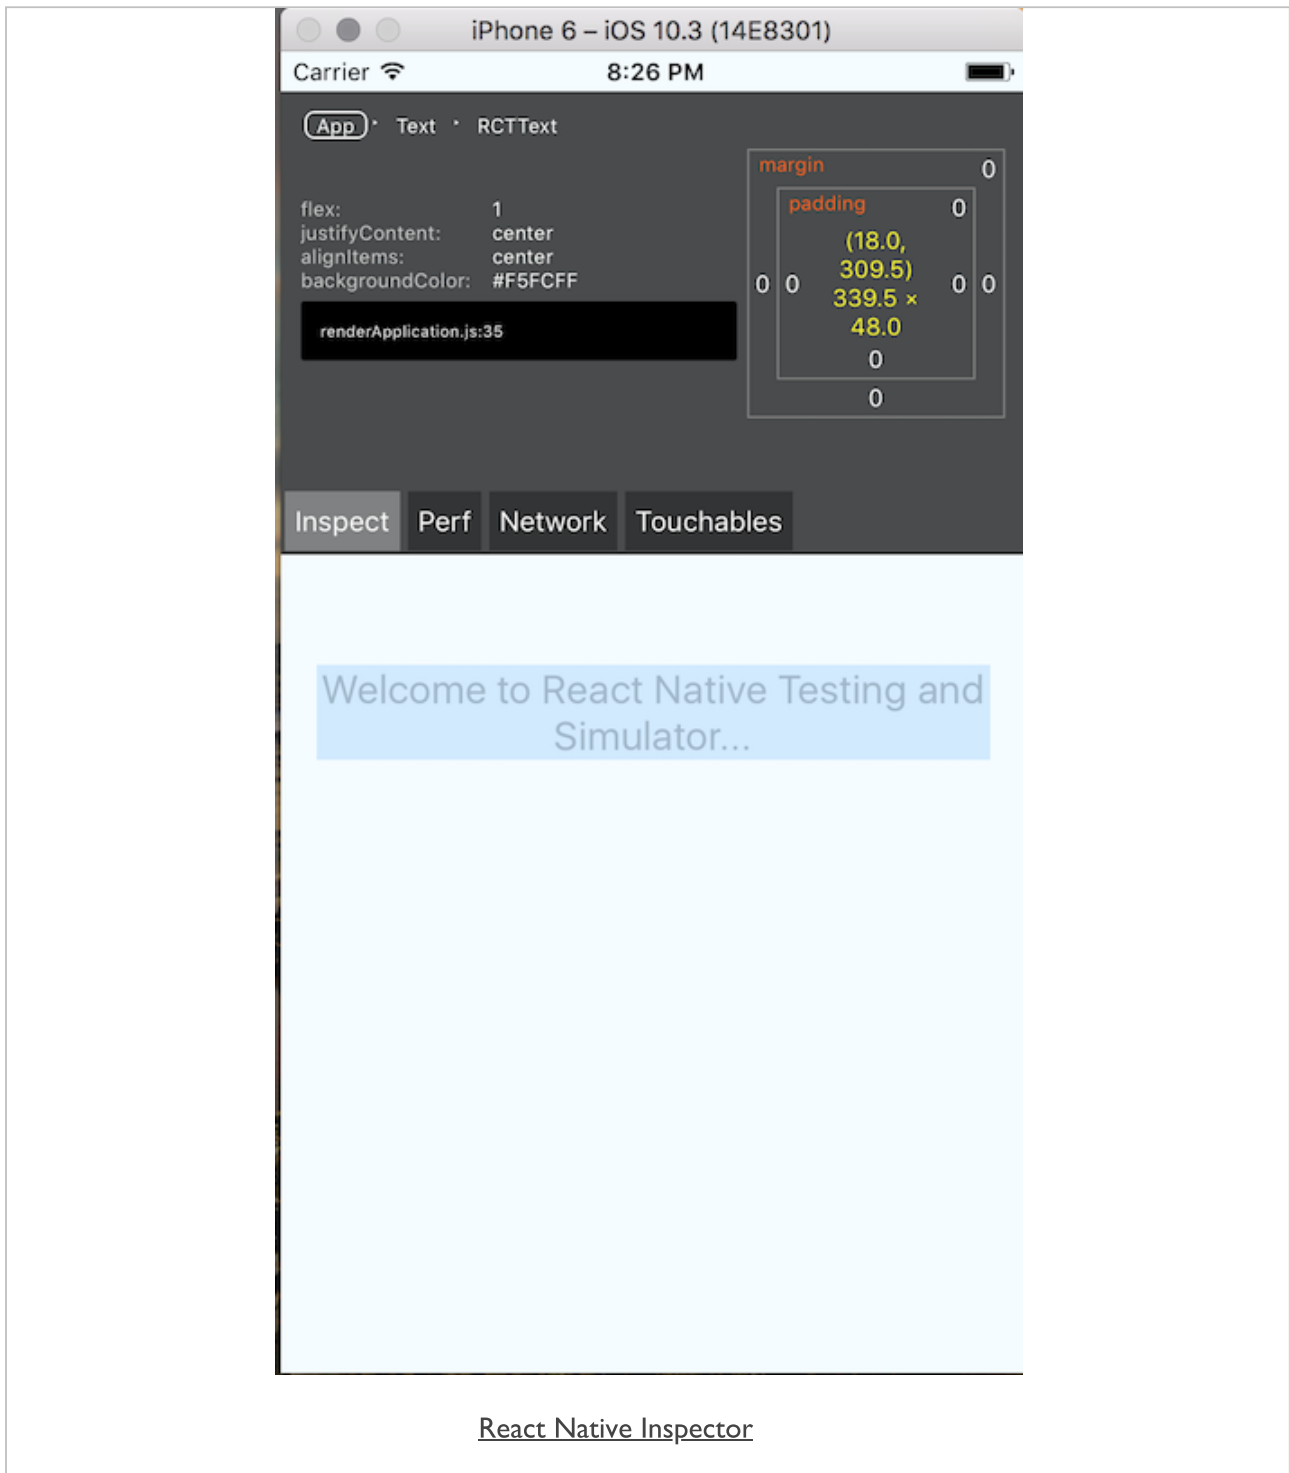 iPhone 6 – iOS 10.3 (14E8301)
Carrier 8:26 PM
App Text RCTText
flex: 1
justifyContent: center
alignItems: center
backgroundColor: #F5FCFF
renderApplication.js:35
margin 0
padding 0
(18.0,
309.5)
0 0 339.5 × 0 0
48.0
0
0
Inspect Perf Network Touchables
Welcome to React Native Testing and
Simulator...
React Native Inspector